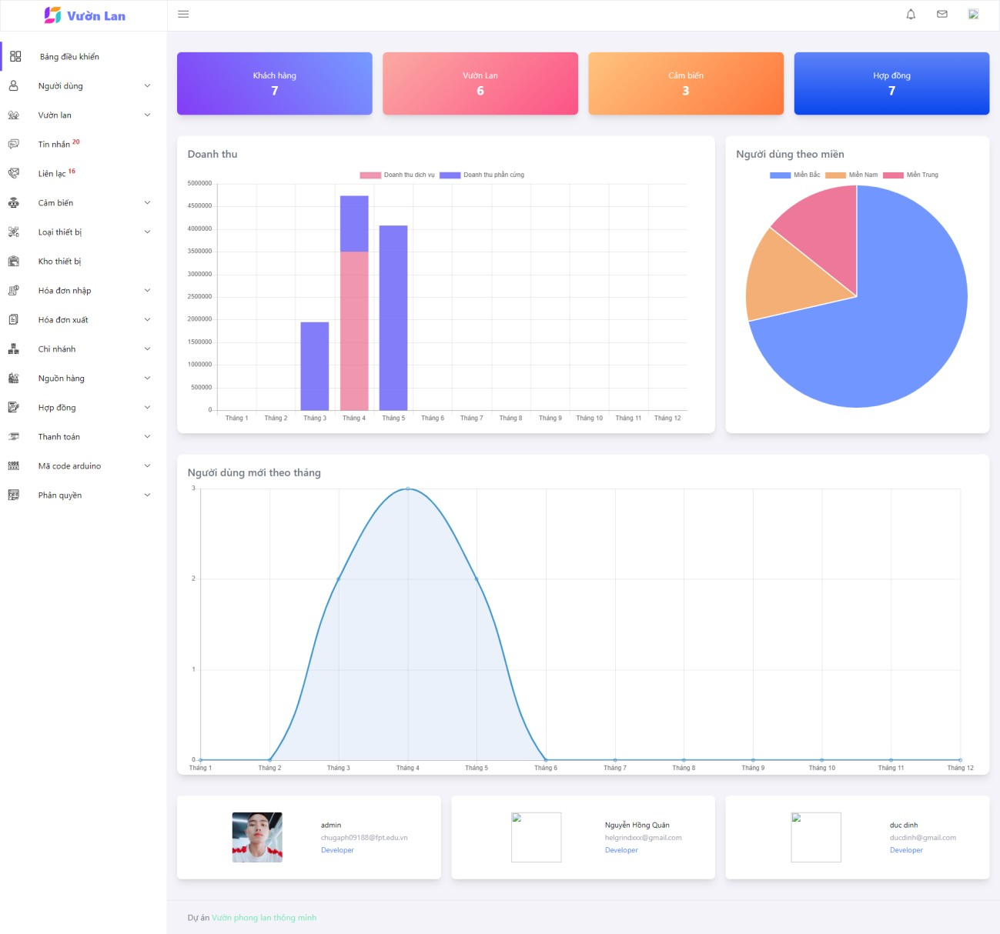 Vườn Lan
Bảng điều khiển
Người dùng
Vườn lan
Tin nhắn 20
Liên lạc 16
Cảm biến
Loại thiết bị
Kho thiết bị
Hóa đơn nhập
Hóa đơn xuất
Chi nhánh
Nguồn hàng
Hợp đồng
Thanh toán
Mã code arduino
Phân quyền
Khách hàng
7
Vườn Lan
6
Cảm biến
3
Hợp đồng
7
Doanh thu
Doanh thu dịch vụ Doanh thu phần cứng
5000000
4500000
4000000
3500000
3000000
2500000
2000000
1500000
1000000
500000
0
Tháng 1 Tháng 2 Tháng 3 Tháng 4 Tháng 5 Tháng 6 Tháng 7 Tháng 8 Tháng 9 Tháng 10 Tháng 11 Tháng 12
Người dùng theo miền
Miền Bắc Miền Nam Miền Trung
Người dùng mới theo tháng
3
2
1
0
Tháng 1 Tháng 2 Tháng 3 Tháng 4 Tháng 5 Tháng 6 Tháng 7 Tháng 8 Tháng 9 Tháng 10 Tháng 11 Tháng 12
admin
chugaph09188@fpt.edu.vn
Developer
Nguyễn Hồng Quân
helgrindxxx@gmail.com
Developer
duc dinh
ducdinh@gmail.com
Developer
Dự án Vườn phong lan thông minh